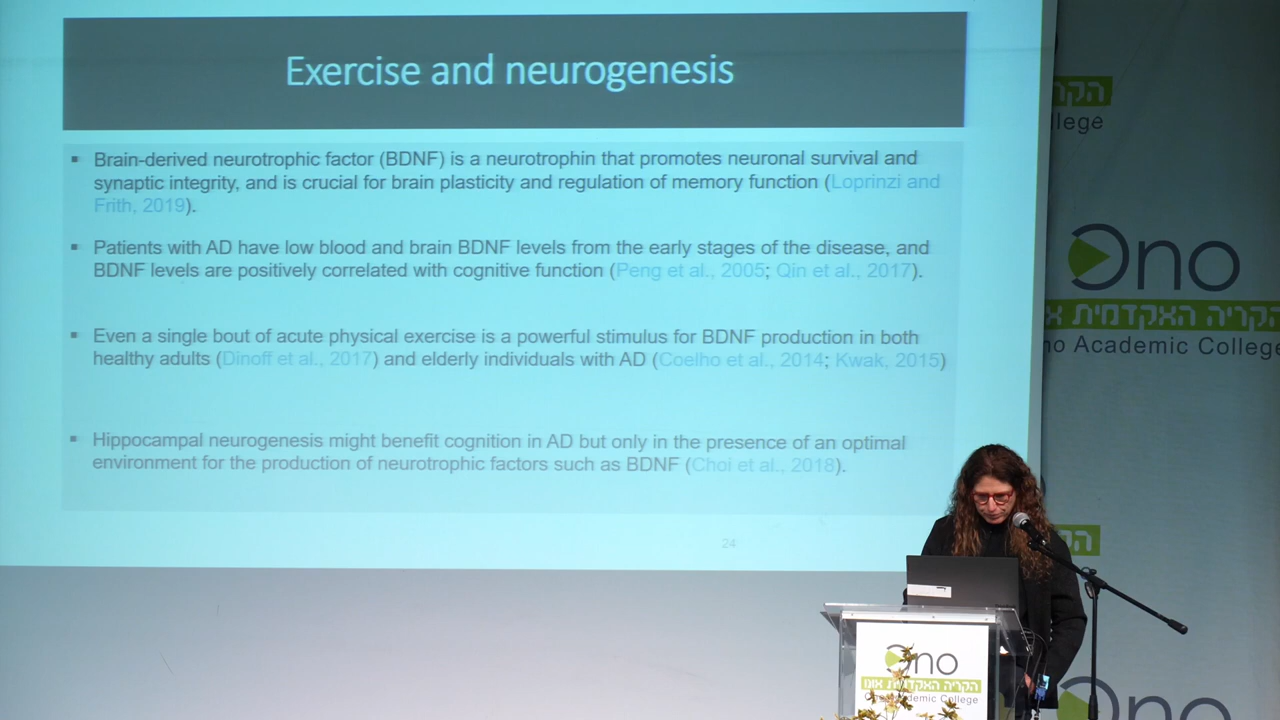 Exercise and neurogenesis
▪ Brain-derived neurotrophic factor (BDNF) is a neurotrophin that promotes neuronal survival and
synaptic integrity, and is crucial for brain plasticity and regulation of memory function (Loprinzi and
Frith, 2019).
▪ Patients with AD have low blood and brain BDNF levels from the early stages of the disease, and
BDNF levels are positively correlated with cognitive function (Peng et al., 2005; Qin et al., 2017).
▪ Even a single bout of acute physical exercise is a powerful stimulus for BDNF production in both
healthy adults (Dinoff et al., 2017) and elderly individuals with AD (Coelho et al., 2014; Kwak, 2015)
▪ Hippocampal neurogenesis might benefit cognition in AD but only in the presence of an optimal
environment for the production of neurotrophic factors such as BDNF (Choi et al., 2018).
24
הקר
llege
Ono
הקריה האקדמית או
no Academic College
הק
Ono
הקריה האקדמית אונו
Ono Academic College
Ono